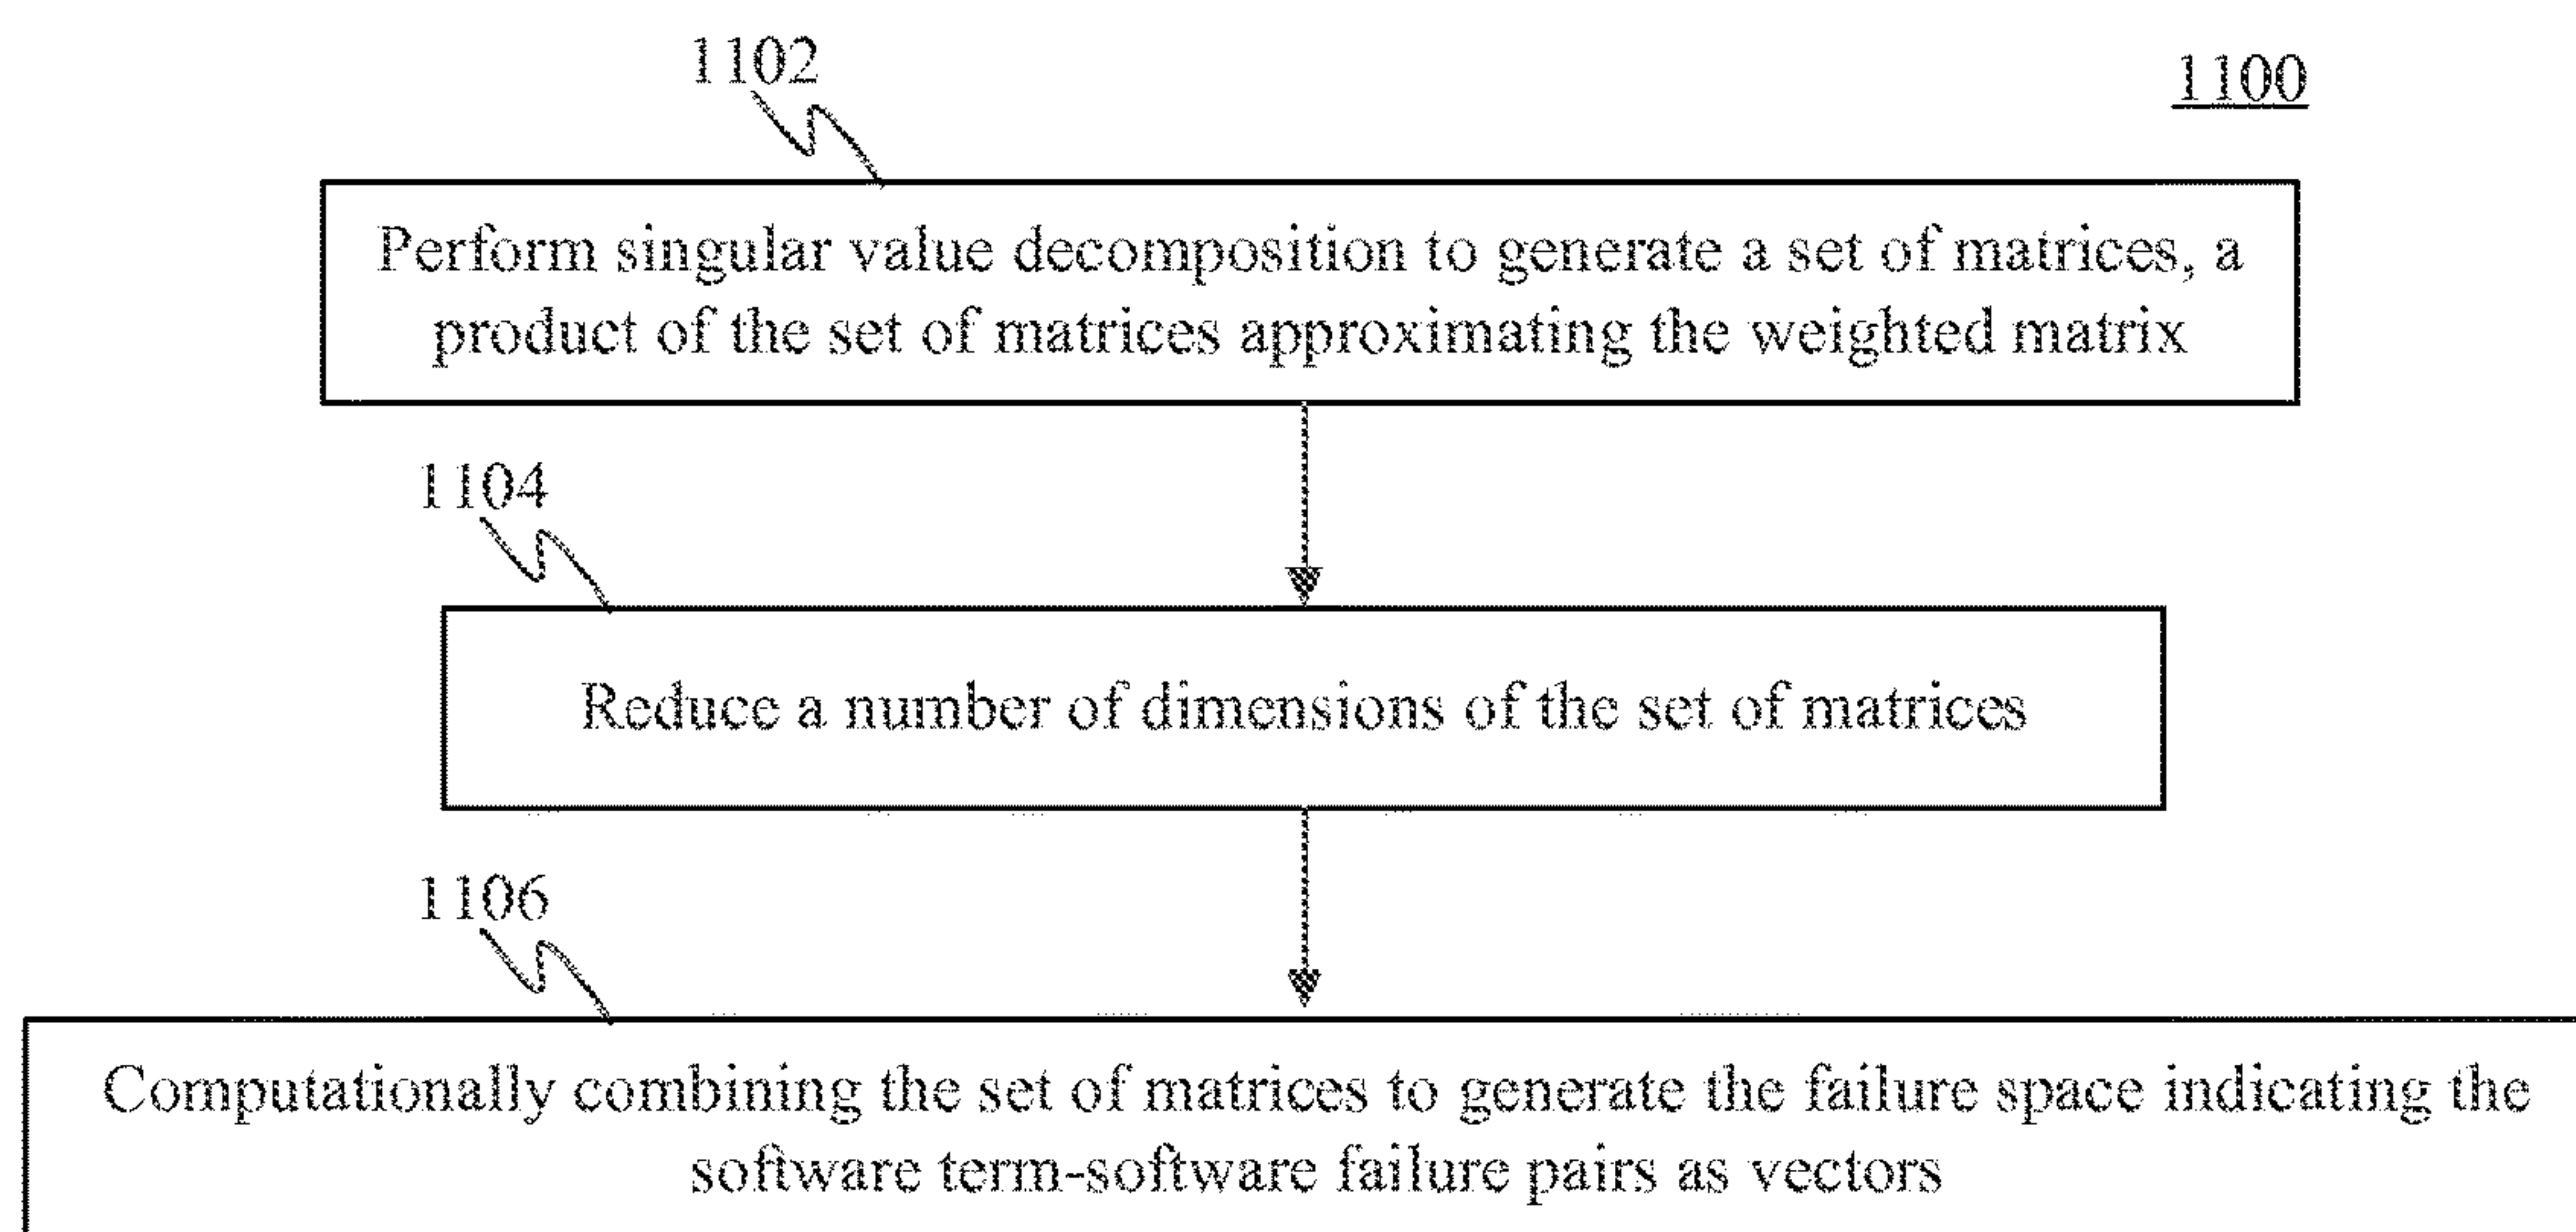 1102
1100
Perform singular value decomposition to generate a set of matrices, a
product of the set of matrices approximating the weighted matrix
1104
Reduce a number of dimensions of the set of matrices
1106
Computationally combining the set of matrices to generate the failure space indicating the
software term-software failure pairs as vectors